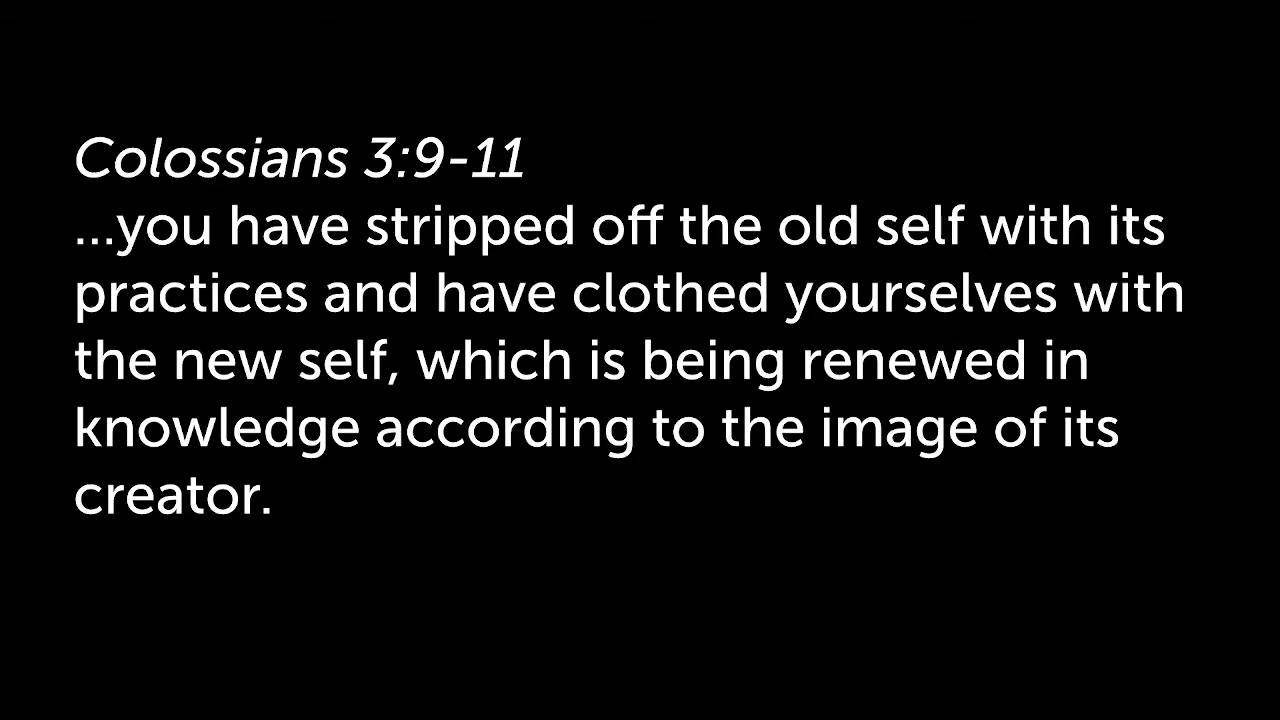 Colossians 3:9-11
...you have stripped off the old self with its
practices and have clothed yourselves with
the new self, which is being renewed in
knowledge according to the image of its
creator.